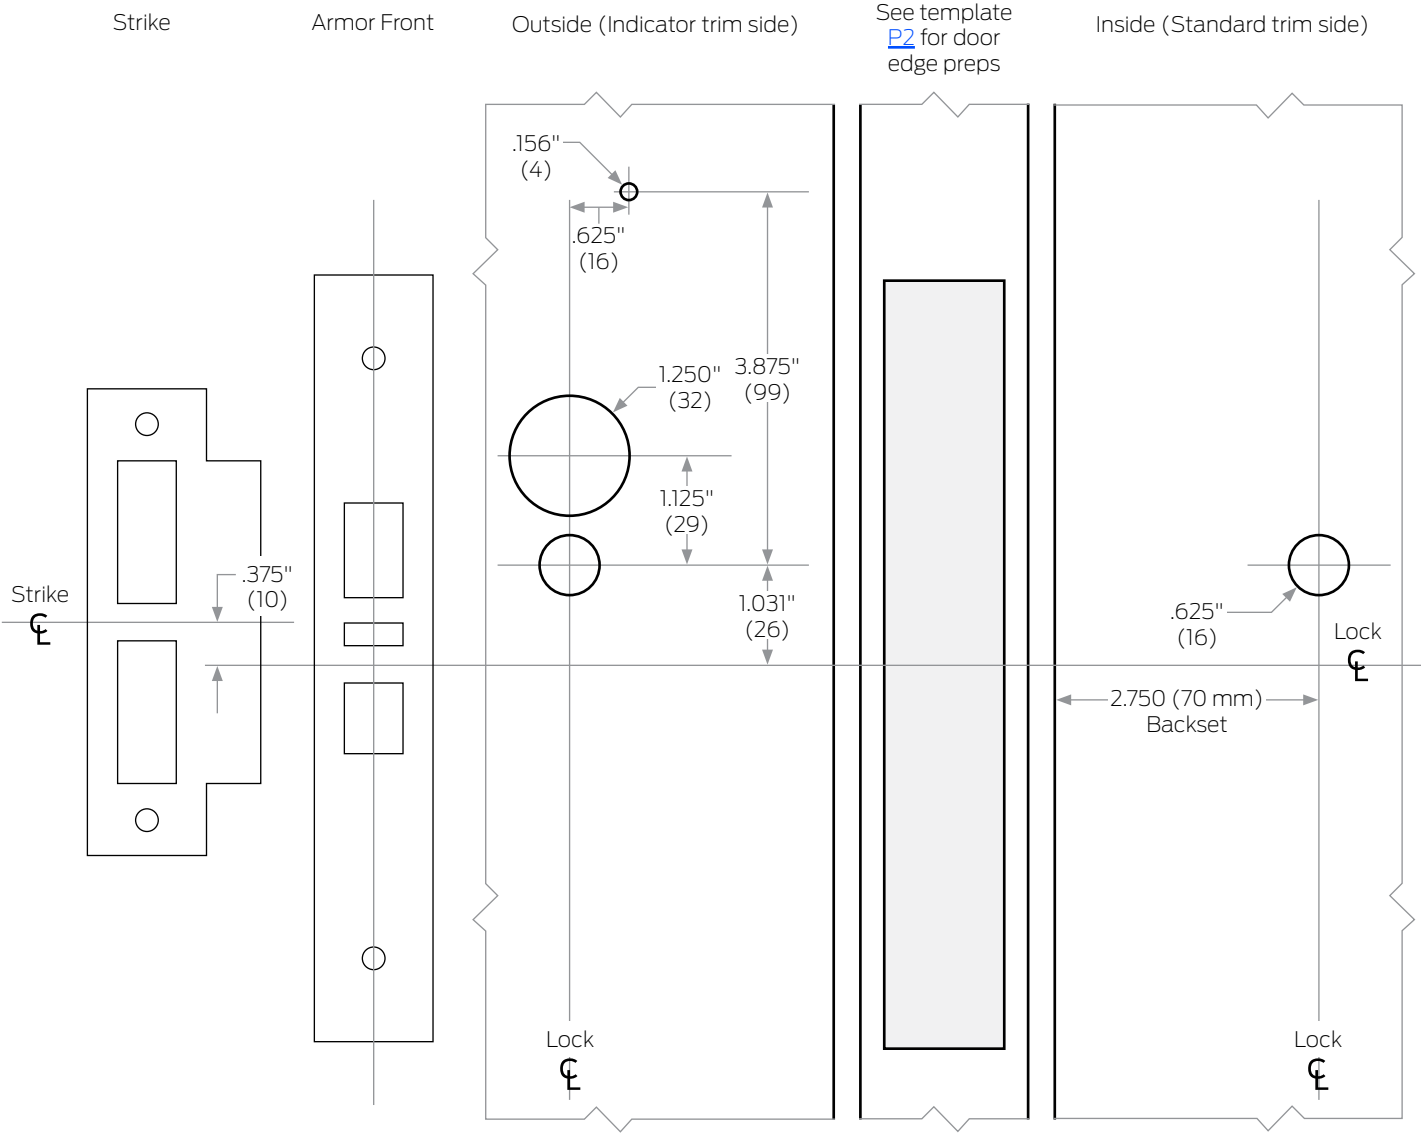 Strike
Armor Front
Outside (Indicator trim side)
See template
P2 for door
edge preps
Inside (Standard trim side)
.156"
(4)
.625"
(16)
1.250"
(32)
3.875"
(99)
1.125"
(29)
.375"
(10)
Strike
℄
1.031"
(26)
.625"
(16)
Lock
℄
2.750 (70 mm)
Backset
Lock
℄
Lock
℄